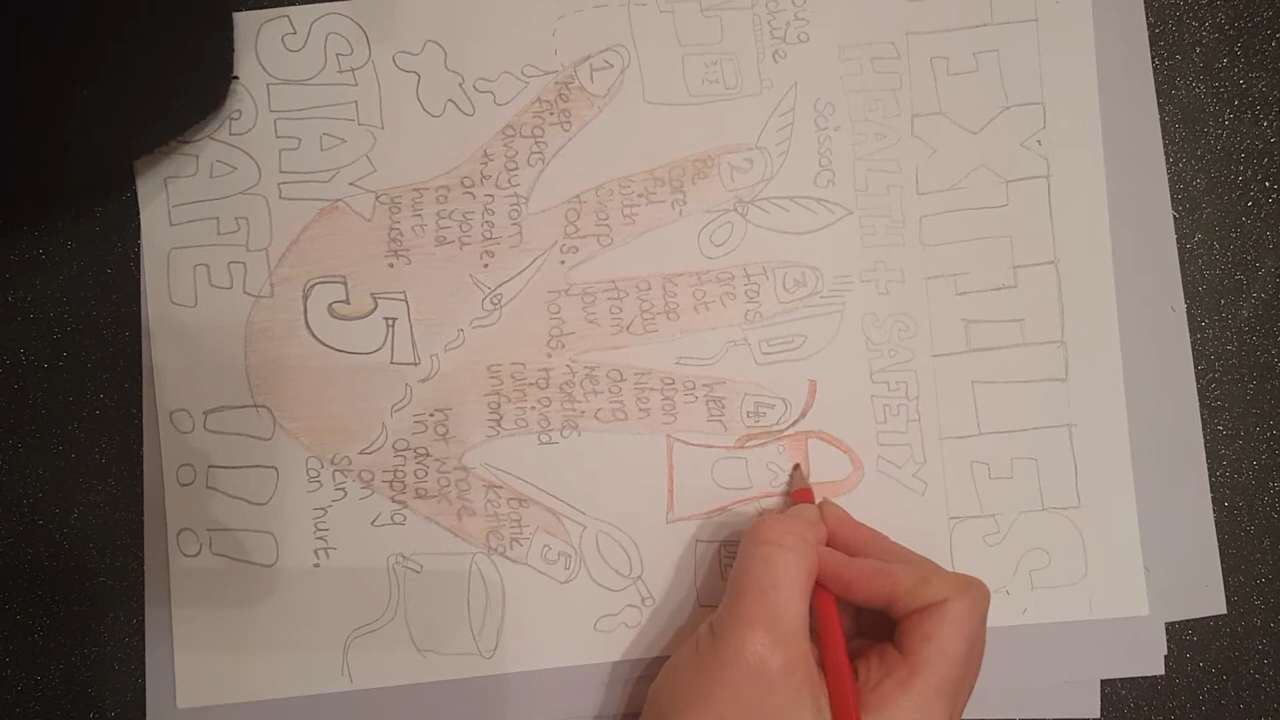 EXTILES
HEALTH + SAFETY
Scissors
1
Keep
fingers
away from
the needle.
or you
could
hurt
yourself.
2
Be
care-
ful
with
sharp
tools.
3
Irons
are
Hot
keep
away
from
your
hands.
4
Wear
an
apron
when
doing
wet
textiles
to avoid
ruining
uniform
5
Batik
kettles
have
hot wax
in avoid
dripping
on
skin,
can hurt.
5
STAY
SAFE !!!